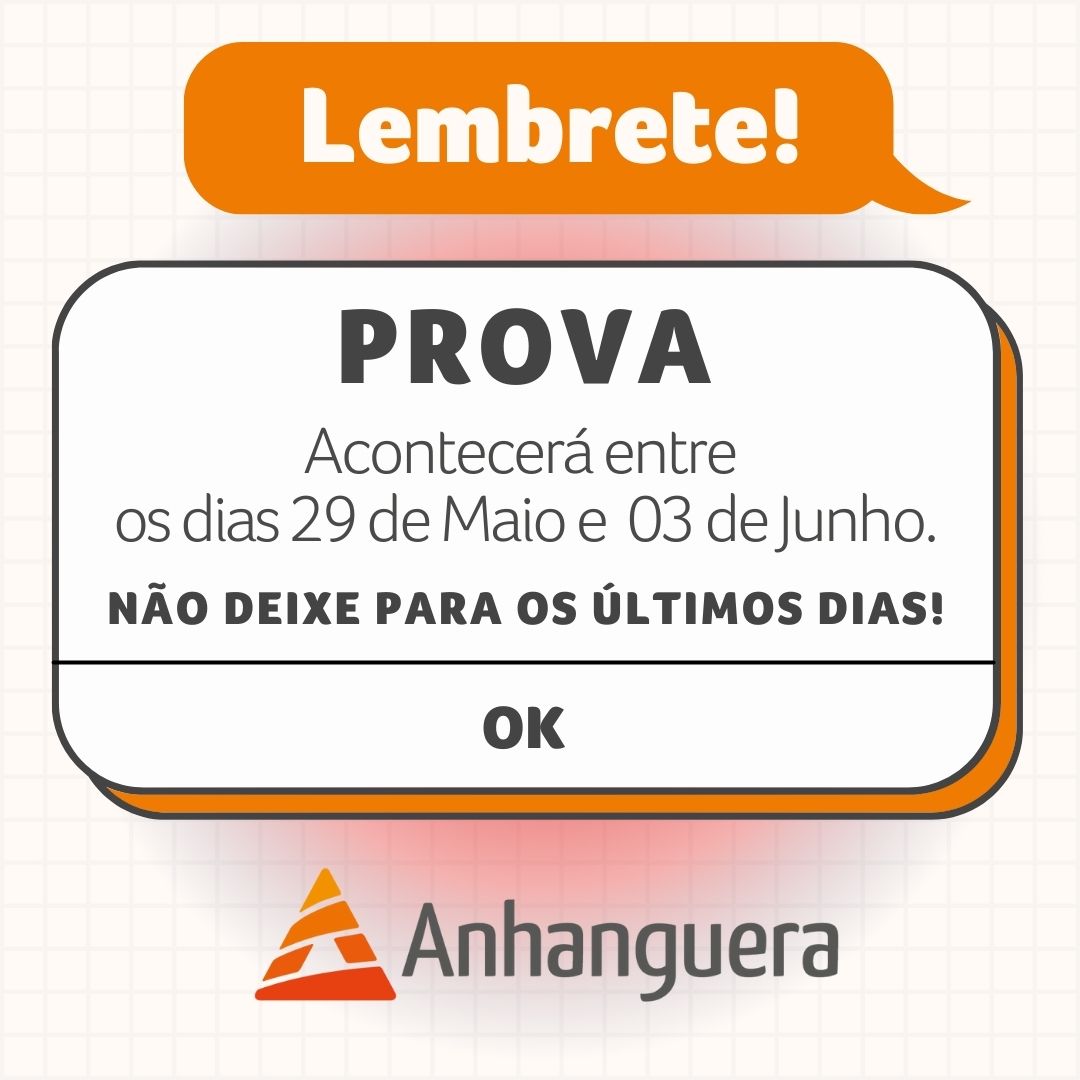 Lembrete!
PROVA
Acontecerá entre
os dias 29 de Maio e 03 de Junho.
NÃO DEIXE PARA OS ÚLTIMOS DIAS!
OK
Anhanguera